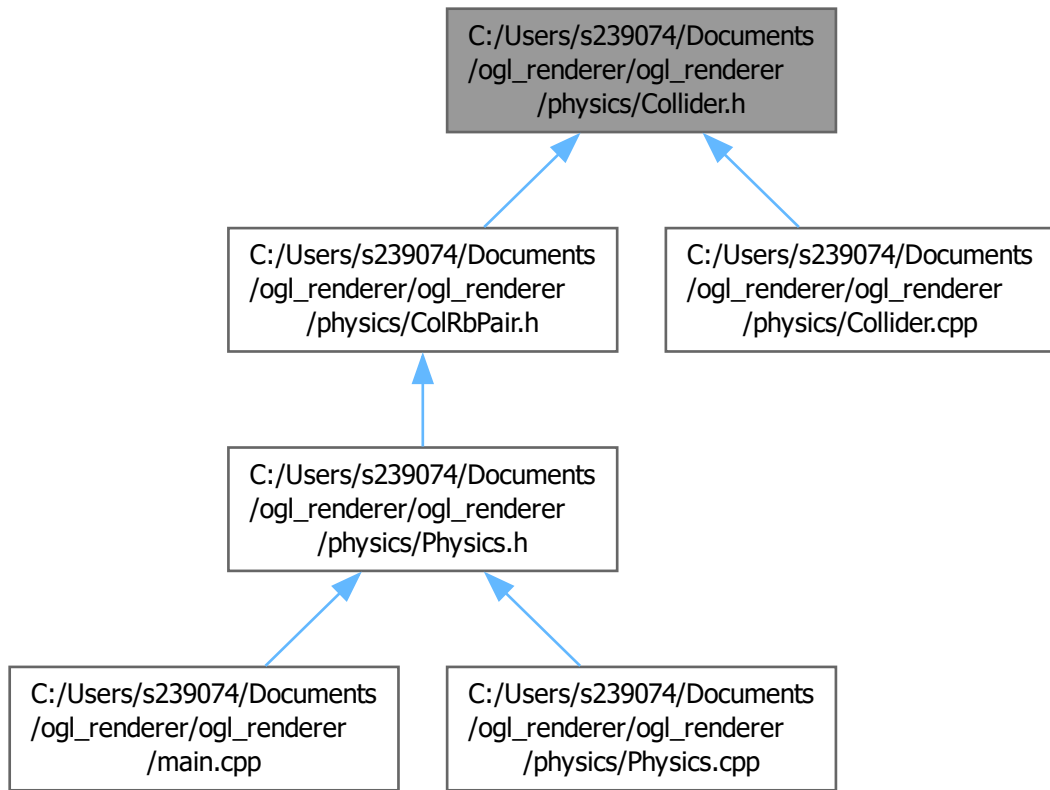 C:/Users/s239074/Documents
/ogl_renderer/ogl_renderer
/physics/Collider.h
C:/Users/s239074/Documents
/ogl_renderer/ogl_renderer
/physics/ColRbPair.h
C:/Users/s239074/Documents
/ogl_renderer/ogl_renderer
/physics/Collider.cpp
C:/Users/s239074/Documents
/ogl_renderer/ogl_renderer
/physics/Physics.h
C:/Users/s239074/Documents
/ogl_renderer/ogl_renderer
/main.cpp
C:/Users/s239074/Documents
/ogl_renderer/ogl_renderer
/physics/Physics.cpp